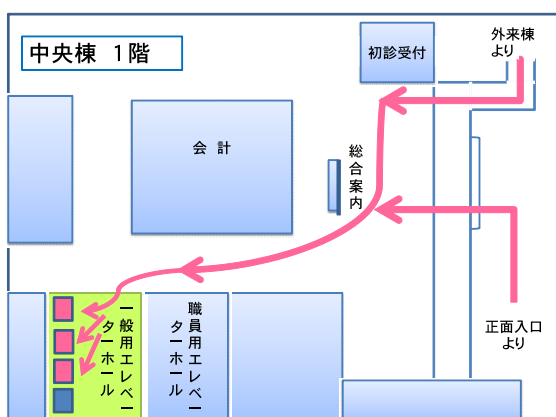 中央棟 1階
初診受付
外来棟
より
会 計
総合案内
正面入口
より
一般用エレベー
ターホール
職員用エレベー
ターホール